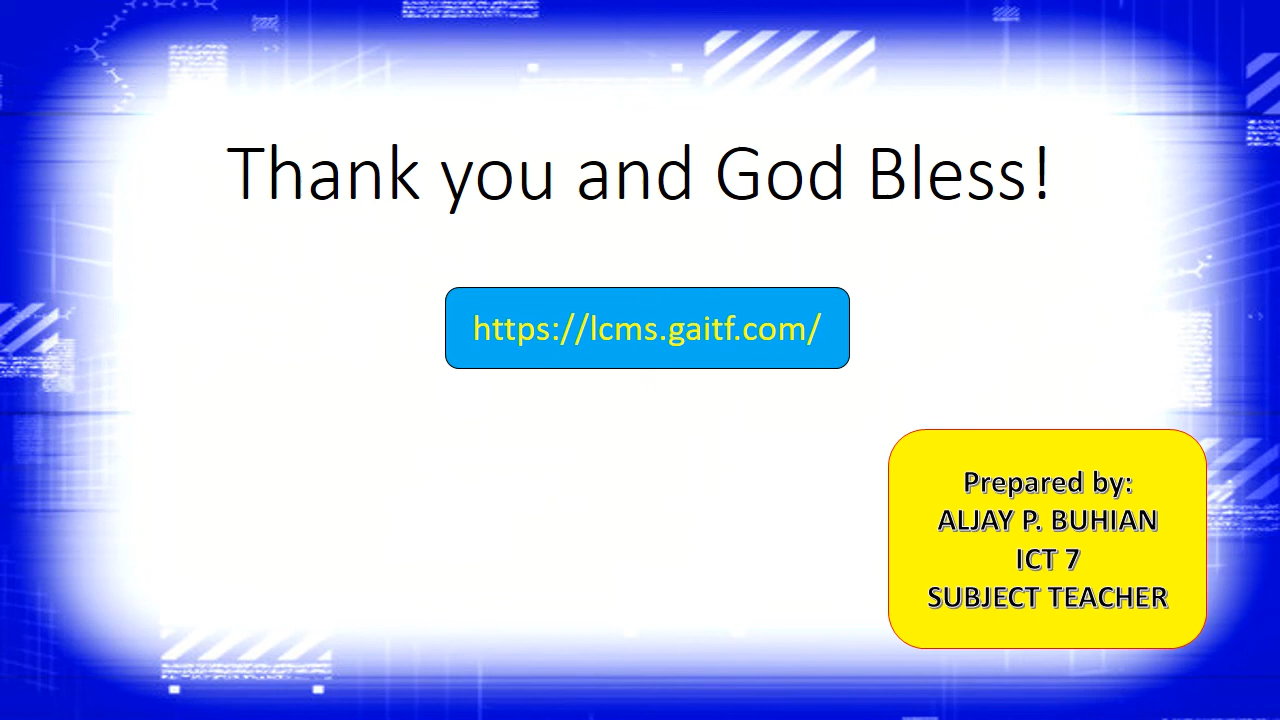 Thank you and God Bless!
https://lcms.gaitf.com/
Prepared by:
ALJAY P. BUHIAN
ICT 7
SUBJECT TEACHER